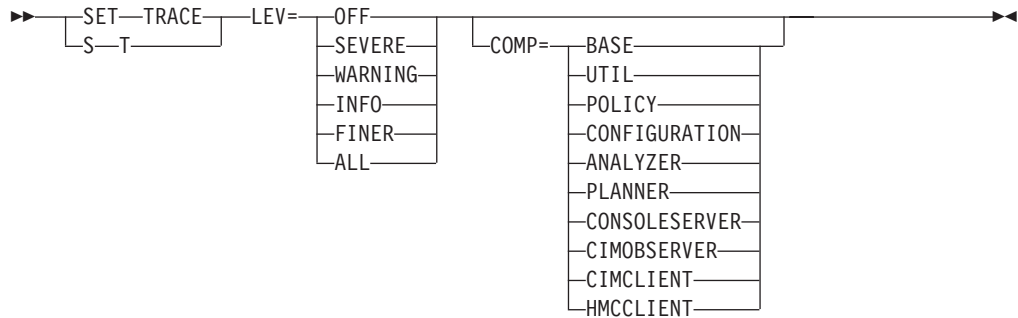 SET TRACE LEV= OFF
S T SEVERE COMP= BASE
WARNING UTIL
INFO POLICY
FINER CONFIGURATION
ALL ANALYZER
PLANNER
CONSOLESERVER
CIMOBSERVER
CIMCLIENT
HMCCLIENT